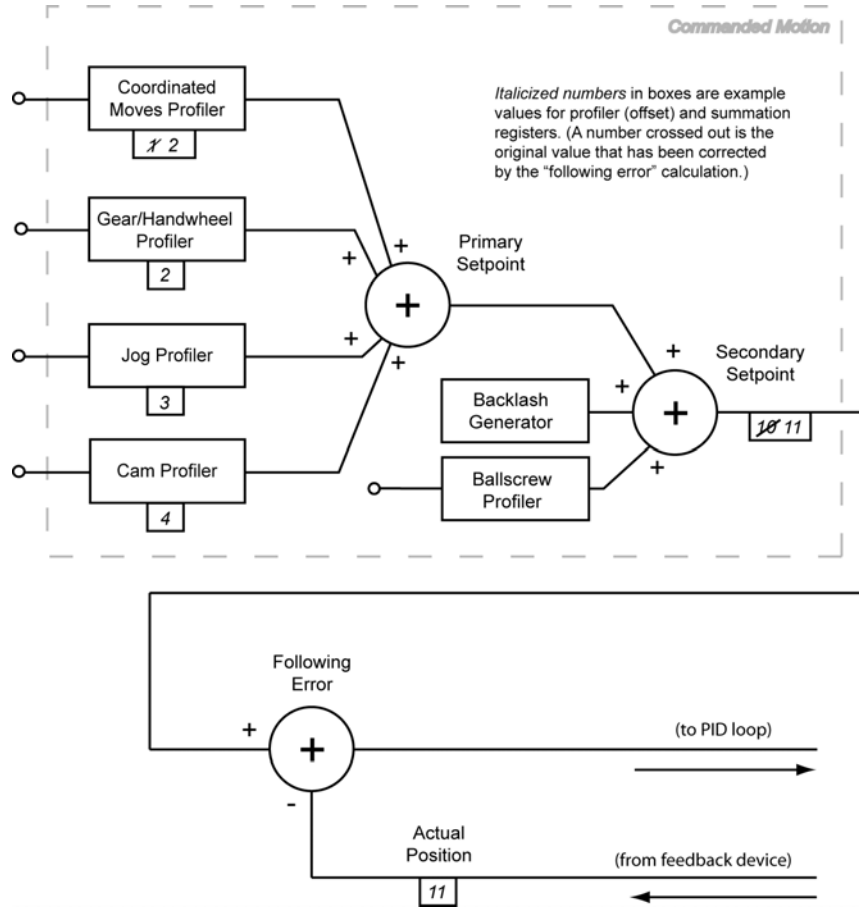 Commanded Motion
Coordinated
Moves Profiler
1 2
Italicized numbers in boxes are example
values for profiler (offset) and summation
registers. (A number crossed out is the
original value that has been corrected
by the “following error” calculation.)
Gear/Handwheel
Profiler
2
+
+
Primary
Setpoint
+
Jog Profiler
3
+
+
+
Secondary
Setpoint
Backlash
Generator
+
+
10 11
Cam Profiler
4
Ballscrew
Profiler
+
Following
Error
+
+
(to PID loop)
-
Actual
Position
11
(from feedback device)